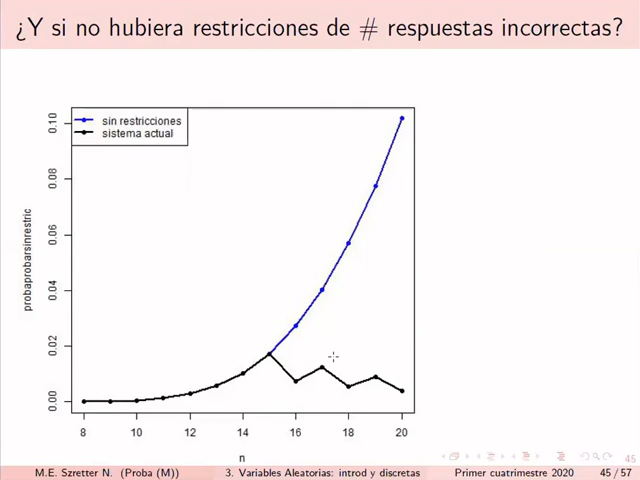 ¿Y si no hubiera restricciones de # respuestas incorrectas?
sin restricciones
sistema actual
probaprobarsinrestric
0.10
0.08
0.06
0.04
0.02
0.00
8 10 12 14 16 18 20
n
45
M.E. Szretter N. (Proba (M)) 3. Variables Aleatorias: introd y discretas Primer cuatrimestre 2020 45 / 57